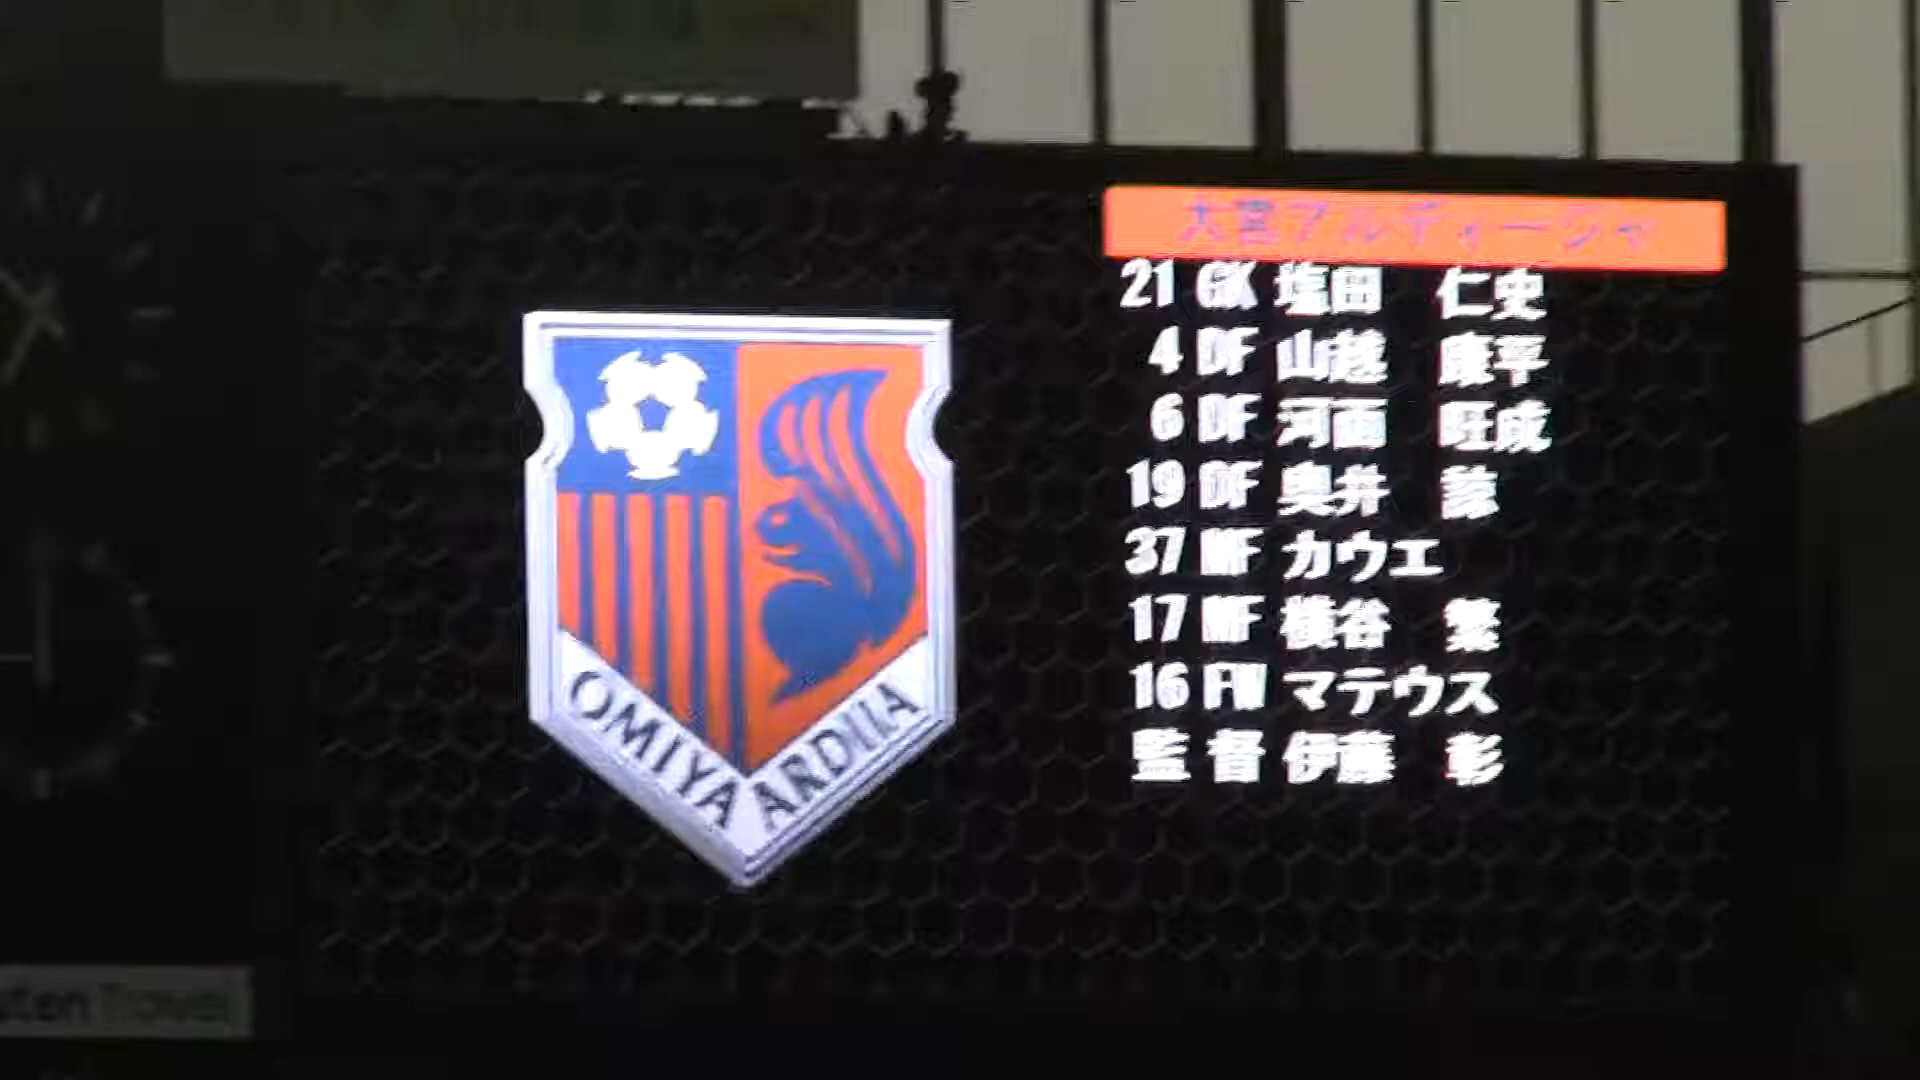 大宮アルディージャ
21 GK 塩田 仁史
4 DF 山越 康平
6 DF 河面 旺成
19 DF 奥井 諒
37 MF カウエ
17 MF 横谷 繁
16 FW マテウス
監督 伊藤 彰
OMIYA ARDIJA
Travel